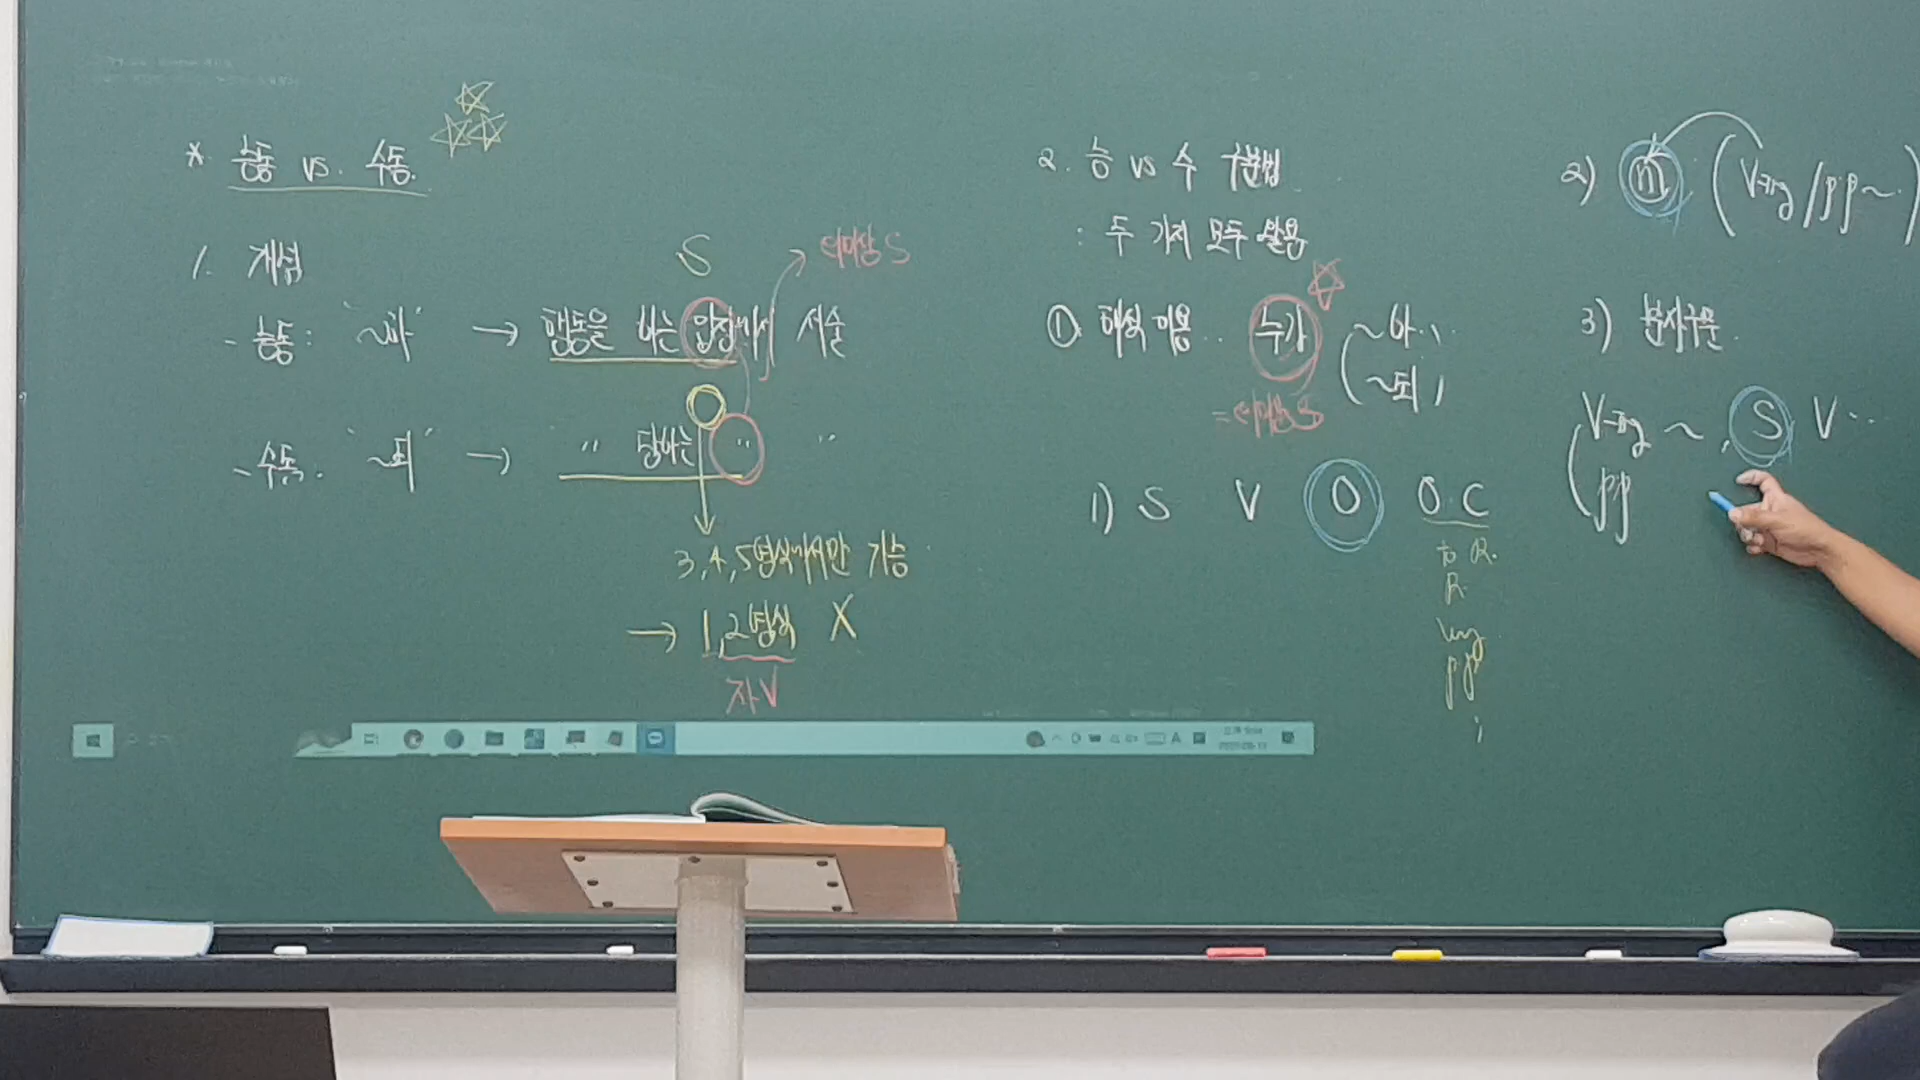 * 능동 vs. 수동
1. 개념
S
의미상 S
- 능동: "~하" → 행동을 하는 입장에서 서술
- 수동. "~되" → " 당하는 " "
3, 4, 5형식에서만 가능
→ 1, 2형식 X
자V
2. 능 vs 수 구분법
: 두 가지 모두 활용
① 해석 이용.. 누가 (~하..
~되
= 의미상 S
1) S V O O.C
to R.
R.
Ving
p.p
2) n (V-ing / p.p ~..)
3) 분사구문.
(V-ing ~ , S V ..
p.p